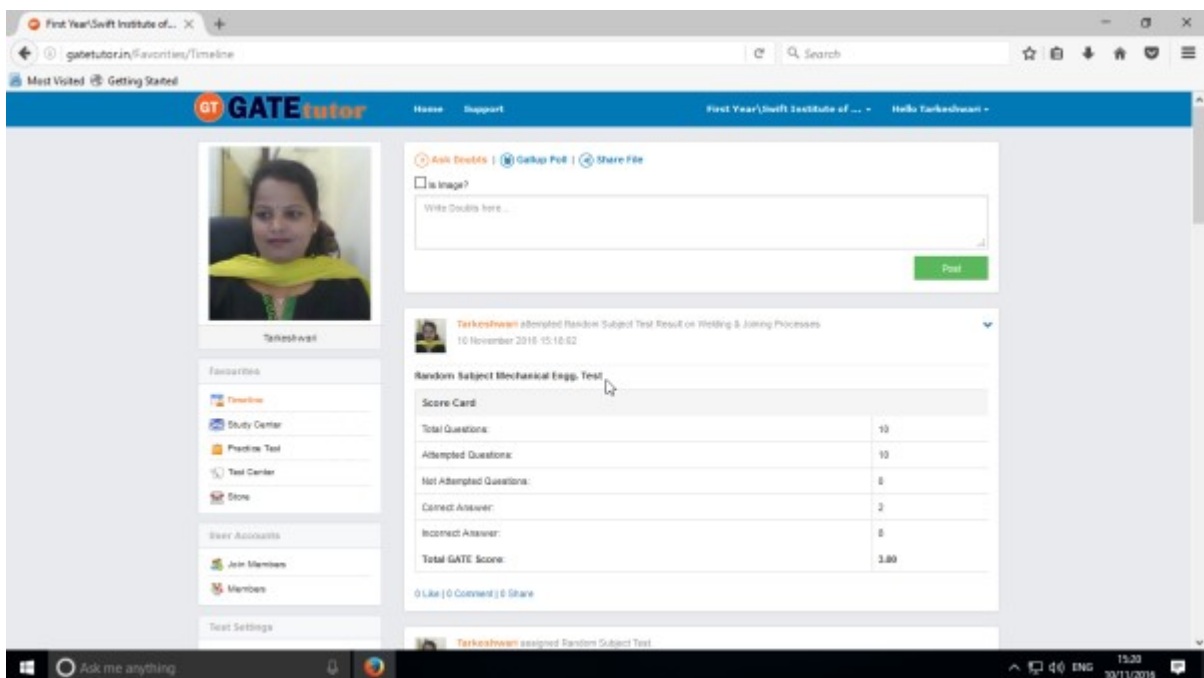 First Year\Swift Institute of...
gatetutor.in/Favorities/Timeline
Search
Most Visited Getting Started
GT GATEtutor Home Support First Year\Swift Institute of ... Hello Tarkeshwari
Ask Doubts | Gallup Poll | Share File
Is Image?
Write Doubts here...
Post
Tarkeshwari
Tarkeshwari attempted Random Subject Test Result on Welding & Joining Processes
10 November 2016 15:18:52
Favourites
Timeline
Study Center
Practice Test
Test Center
Store
User Accounts
Join Members
Members
Test Settings
Random Subject Mechanical Engg. Test
Score Card
Total Questions: 10
Attempted Questions: 10
Not Attempted Questions: 0
Correct Answer: 2
Incorrect Answer:
Total GATE Score:
0 Like | 0 Comment | 0 Share
Tarkeshwari assigned Random Subject Test
Ask me anything
ENG
15:20
10/11/2016